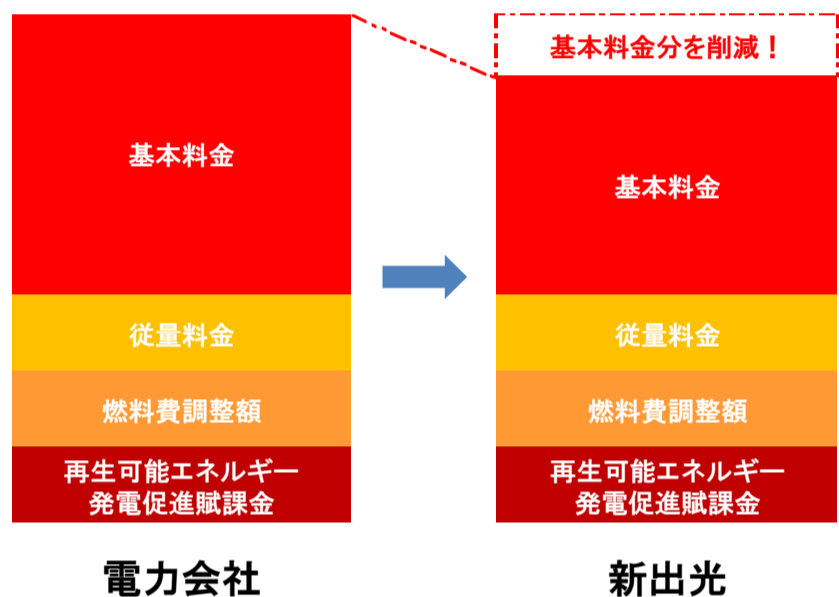 基本料金分を削減！
基本料金
基本料金
従量料金
従量料金
燃料費調整額
燃料費調整額
再生可能エネルギー
発電促進賦課金
再生可能エネルギー
発電促進賦課金
電力会社
新出光